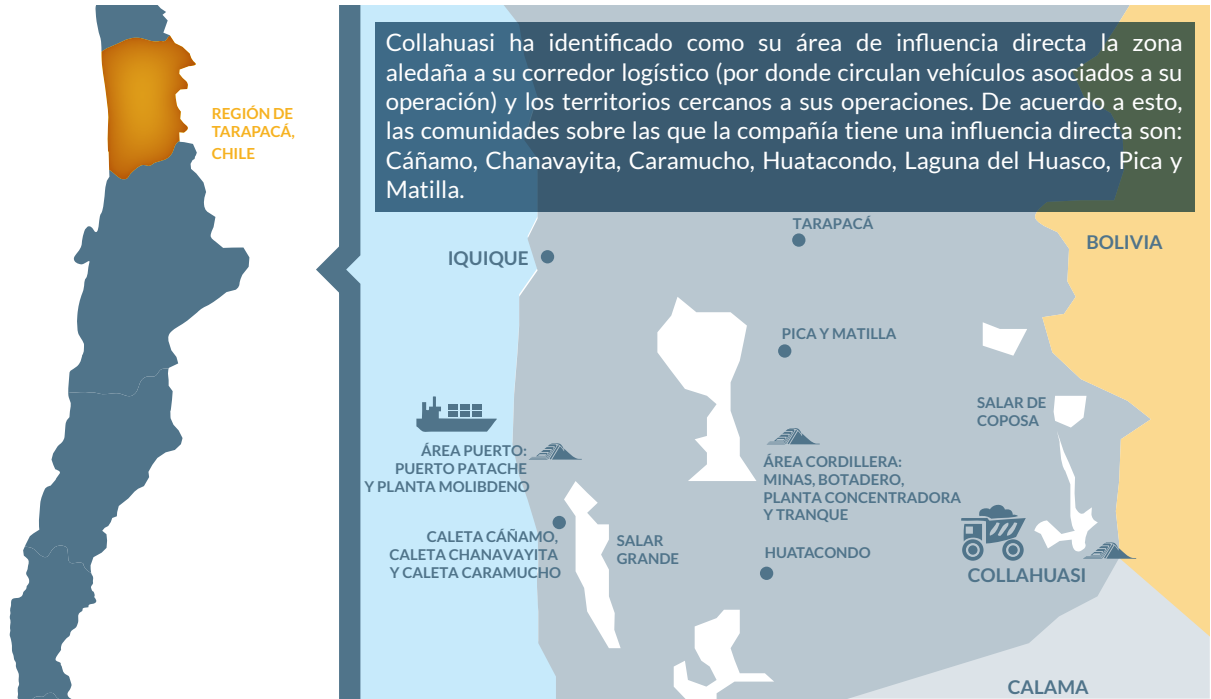 Collahuasi ha identificado como su área de influencia directa la zona
aledaña a su corredor logístico (por donde circulan vehículos asociados a su
operación) y los territorios cercanos a sus operaciones. De acuerdo a esto,
las comunidades sobre las que la compañía tiene una influencia directa son:
Cáñamo, Chanavayita, Caramucho, Huatacondo, Laguna del Huasco, Pica y
Matilla.
REGIÓN DE
TARAPACÁ,
CHILE
TARAPACÁ
IQUIQUE
BOLIVIA
PICA Y MATILLA
SALAR DE
COPOSA
ÁREA PUERTO:
PUERTO PATACHE
Y PLANTA MOLIBDENO
ÁREA CORDILLERA:
MINAS, BOTADERO,
PLANTA CONCENTRADORA
Y TRANQUE
CALETA CÁÑAMO,
CALETA CHANAVAYITA
Y CALETA CARAMUCHO
SALAR
GRANDE
HUATACONDO
COLLAHUASI
CALAMA